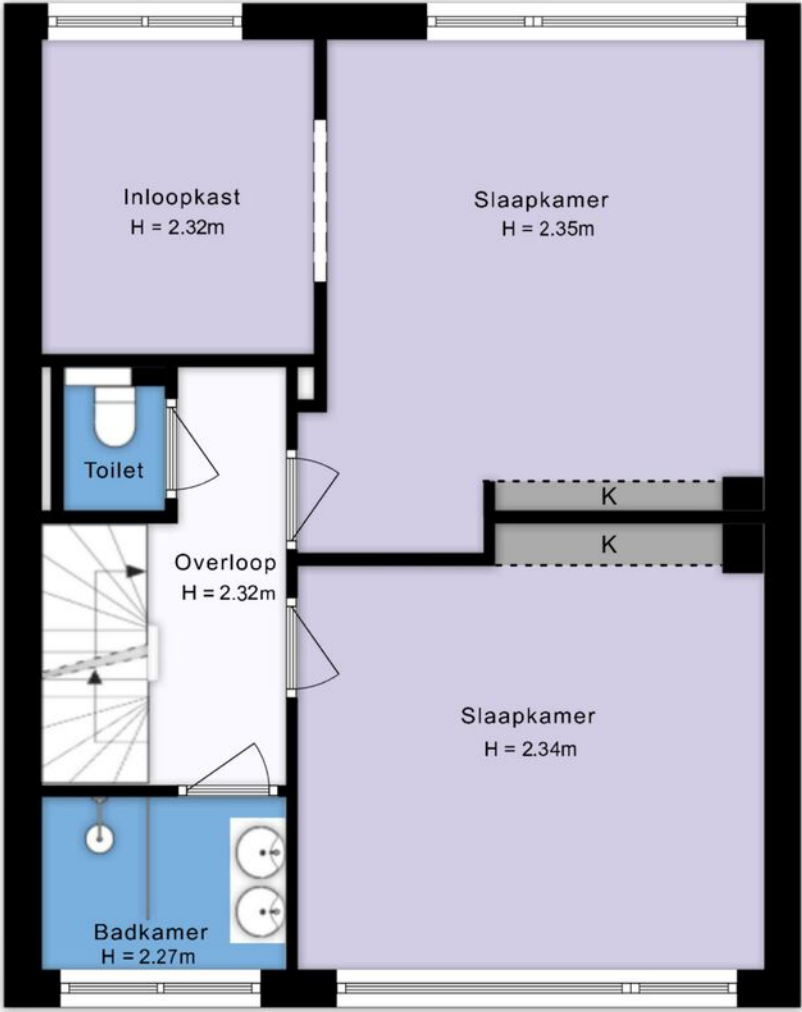 Inloopkast
H = 2.32m
Slaapkamer
H = 2.35m
Toilet
K
K
Overloop
H = 2.32m
Slaapkamer
H = 2.34m
Badkamer
H = 2.27m